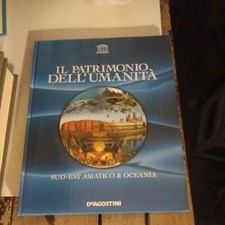 IL PATRIMONIO
DELL'UMANITÀ
SUD-EST ASIATICO & OCEANIA
DEAGOSTINI